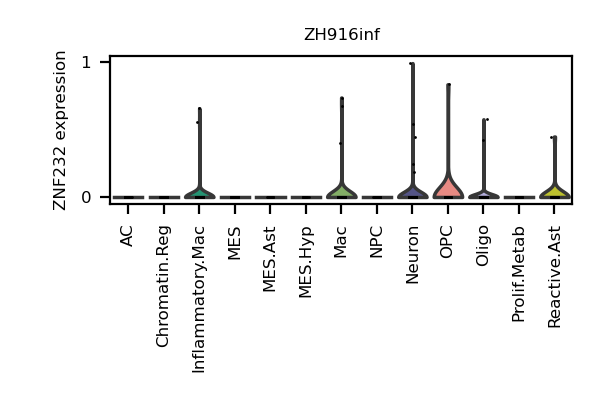 ZH916inf
ZNF232 expression
1
0
AC
Chromatin.Reg
Inflammatory.Mac
MES
MES.Ast
MES.Hyp
Mac
NPC
Neuron
OPC
Oligo
Prolif.Metab
Reactive.Ast